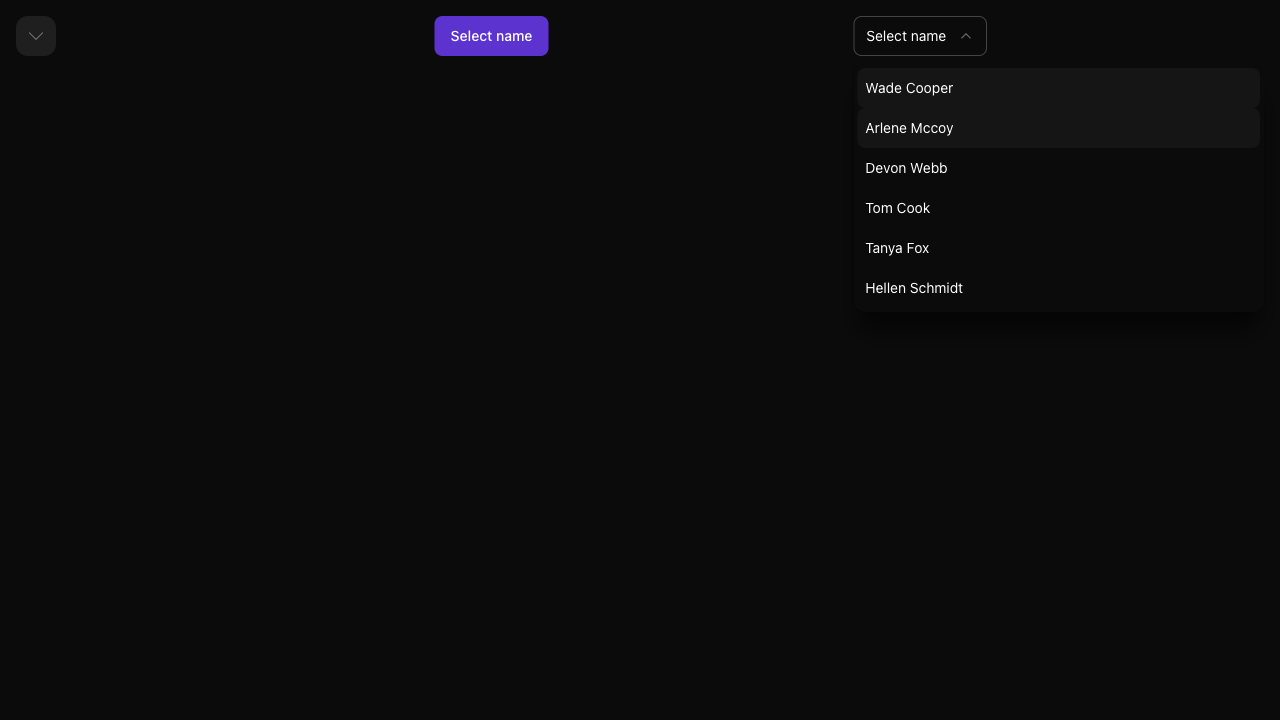 Select name
Select name
Wade Cooper
Arlene Mccoy
Devon Webb
Tom Cook
Tanya Fox
Hellen Schmidt